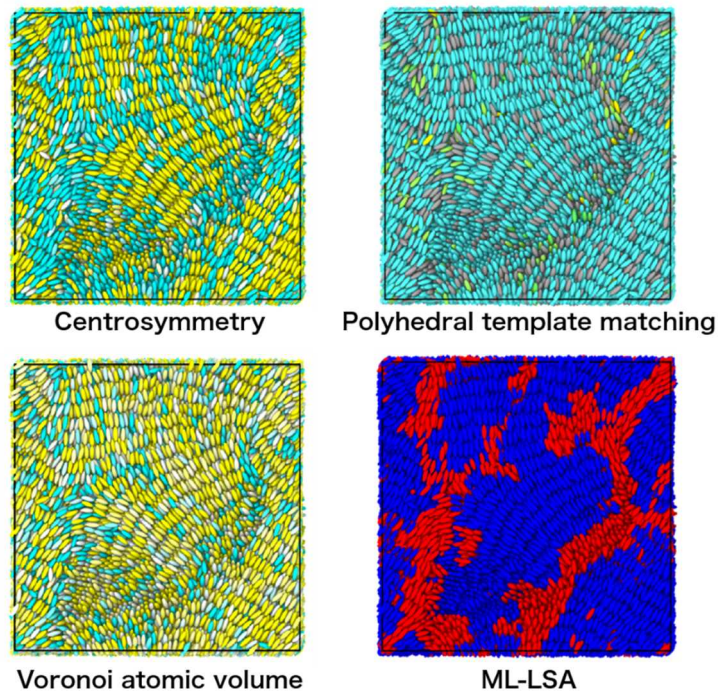 Centrosymmetry
Polyhedral template matching
Voronoi atomic volume
ML-LSA